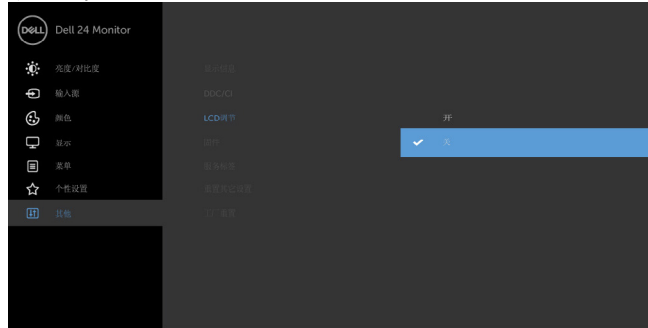 DELL
Dell 24 Monitor
亮度/对比度
输入源
DDC/CI
颜色
LCD调节
开
显示
关
菜单
个性设置
其他